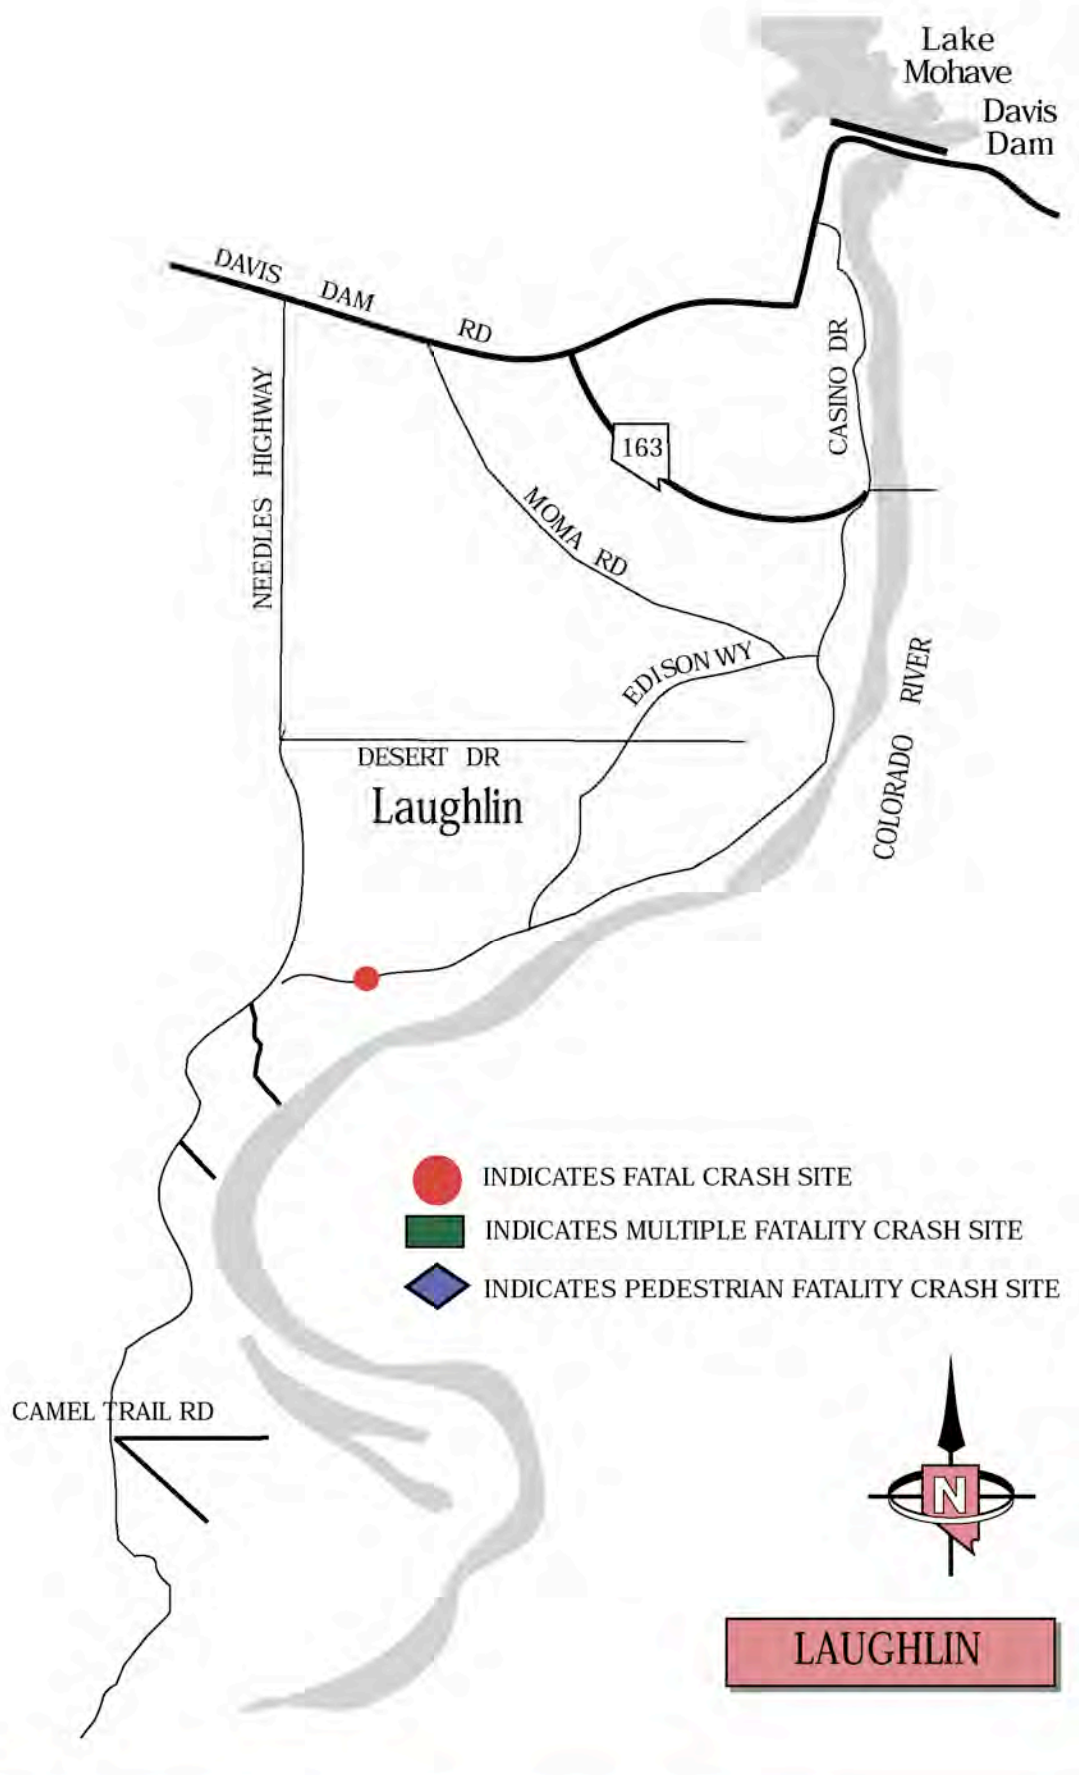 Lake
Mohave
Davis
Dam
DAVIS DAM RD
NEEDLES HIGHWAY
CASINO DR
163
MOMA RD
EDISON WY
COLORADO RIVER
DESERT DR
Laughlin
INDICATES FATAL CRASH SITE
INDICATES MULTIPLE FATALITY CRASH SITE
INDICATES PEDESTRIAN FATALITY CRASH SITE
CAMEL TRAIL RD
N
LAUGHLIN